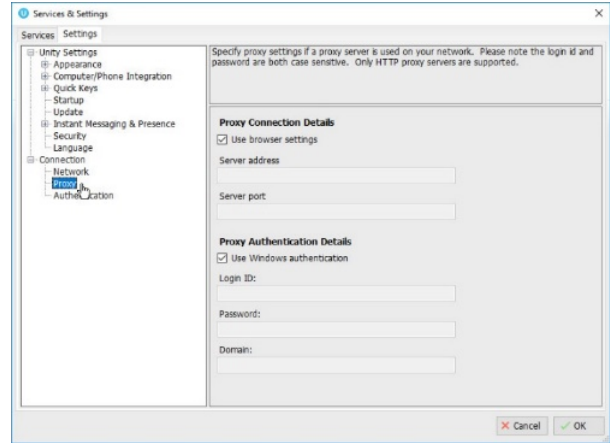 Services & Settings
Services Settings
Specify proxy settings if a proxy server is used on your network. Please note the login id and
password are both case sensitive. Only HTTP proxy servers are supported.
Unity Settings
Appearance
Computer/Phone Integration
Quick Keys
Startup
Update
Instant Messaging & Presence
Security
Language
Connection
Network
Proxy
Authentication
Proxy Connection Details
Use browser settings
Server address
Server port
Proxy Authentication Details
Use Windows authentication
Login ID:
Password:
Domain:
Cancel OK